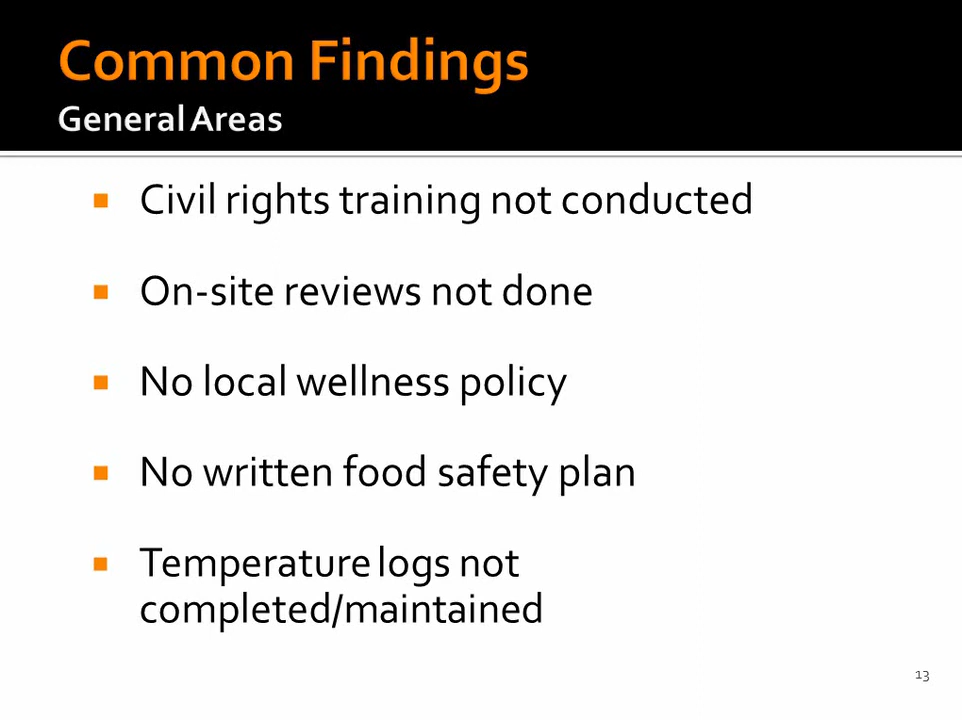 Common Findings
General Areas
Civil rights training not conducted
On-site reviews not done
No local wellness policy
No written food safety plan
Temperature logs not
completed/maintained
13